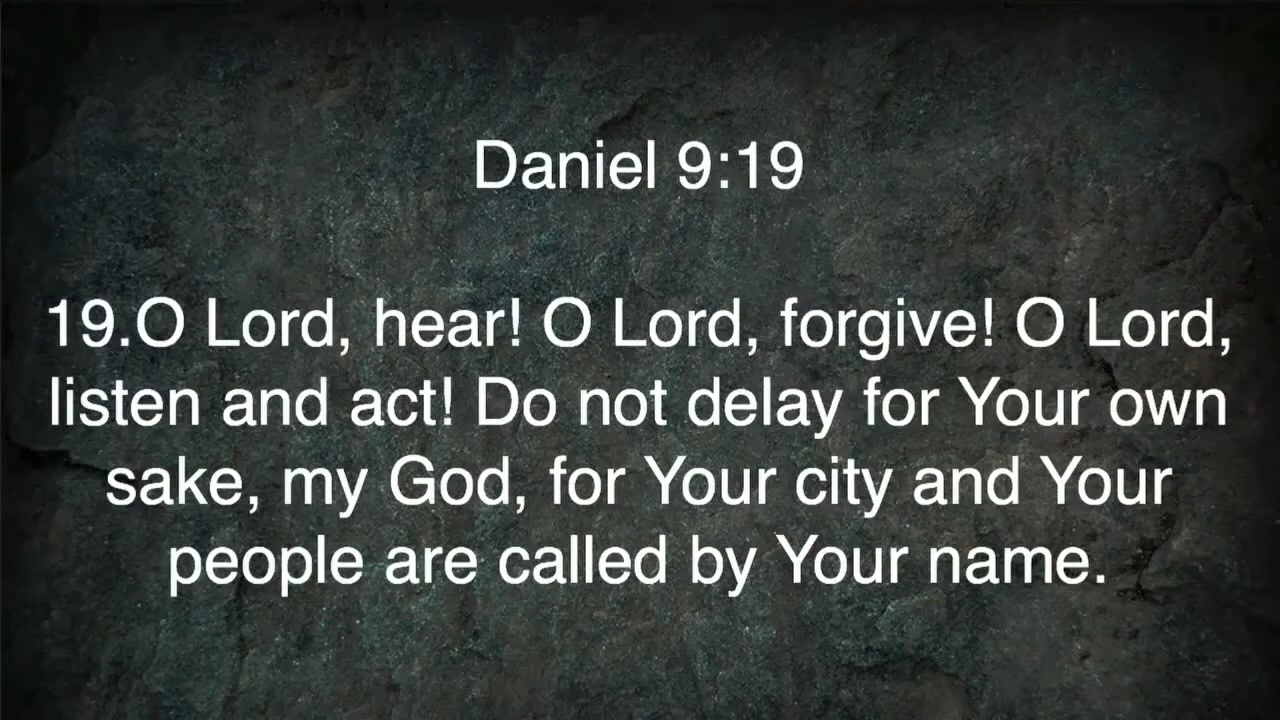 Daniel 9:19
19.O Lord, hear! O Lord, forgive! O Lord,
listen and act! Do not delay for Your own
sake, my God, for Your city and Your
people are called by Your name.